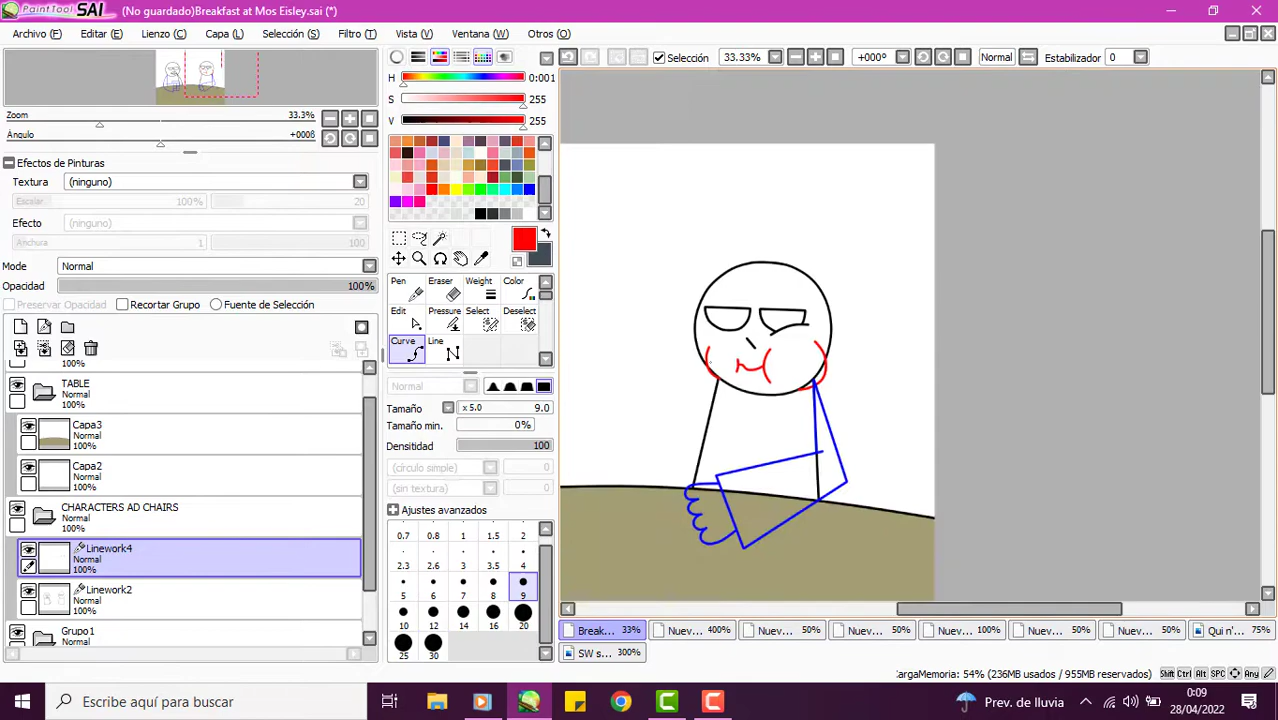 PaintTool SAI (No guardado)Breakfast at Mos Eisley.sai (*)
Archivo (F) Editar (E) Lienzo (C) Capa (L) Selección (S) Filtro (T) Vista (V) Ventana (W) Otros (O)
Selección 33.33% +000° Normal Estabilizador 0
H 0:001
S 255
V 255
Zoom 33.3%
Ángulo +000ß
Efectos de Pinturas
Textura (ninguno)
Escalar 100% 20
Efecto (ninguno)
Anchura 1 100
Mode Normal
Opacidad 100%
Preservar Opacidad Recortar Grupo Fuente de Selección
100%
TABLE
Normal
100%
Capa3
Normal
100%
Capa2
Normal
100%
CHARACTERS AD CHAIRS
Normal
100%
Linework4
Normal
100%
Linework2
Normal
100%
Grupo1
Normal
Pen Eraser Weight Color
Edit Pressure Select Deselect
Curve Line
Normal
Tamaño x 5.0 9.0
Tamaño min. 0%
Densidad 100
(círculo simple) 0
(sin textura) 0
Ajustes avanzados
0.7 0.8 1 1.5 2
2.3 2.6 3 3.5 4
5 6 7 8 9
10 12 14 16 20
25 30
Break... 33% Nuev... 400% Nuev... 50% Nuev... 50% Nuev... 100% Nuev... 50% Nuev... 50% Qui n'... 75%
SW s... 300%
CargaMemoria: 54% (236MB usados / 955MB reservados) Shift Ctrl Alt SPC Any
Escribe aquí para buscar
Prev. de lluvia
0:09
28/04/2022